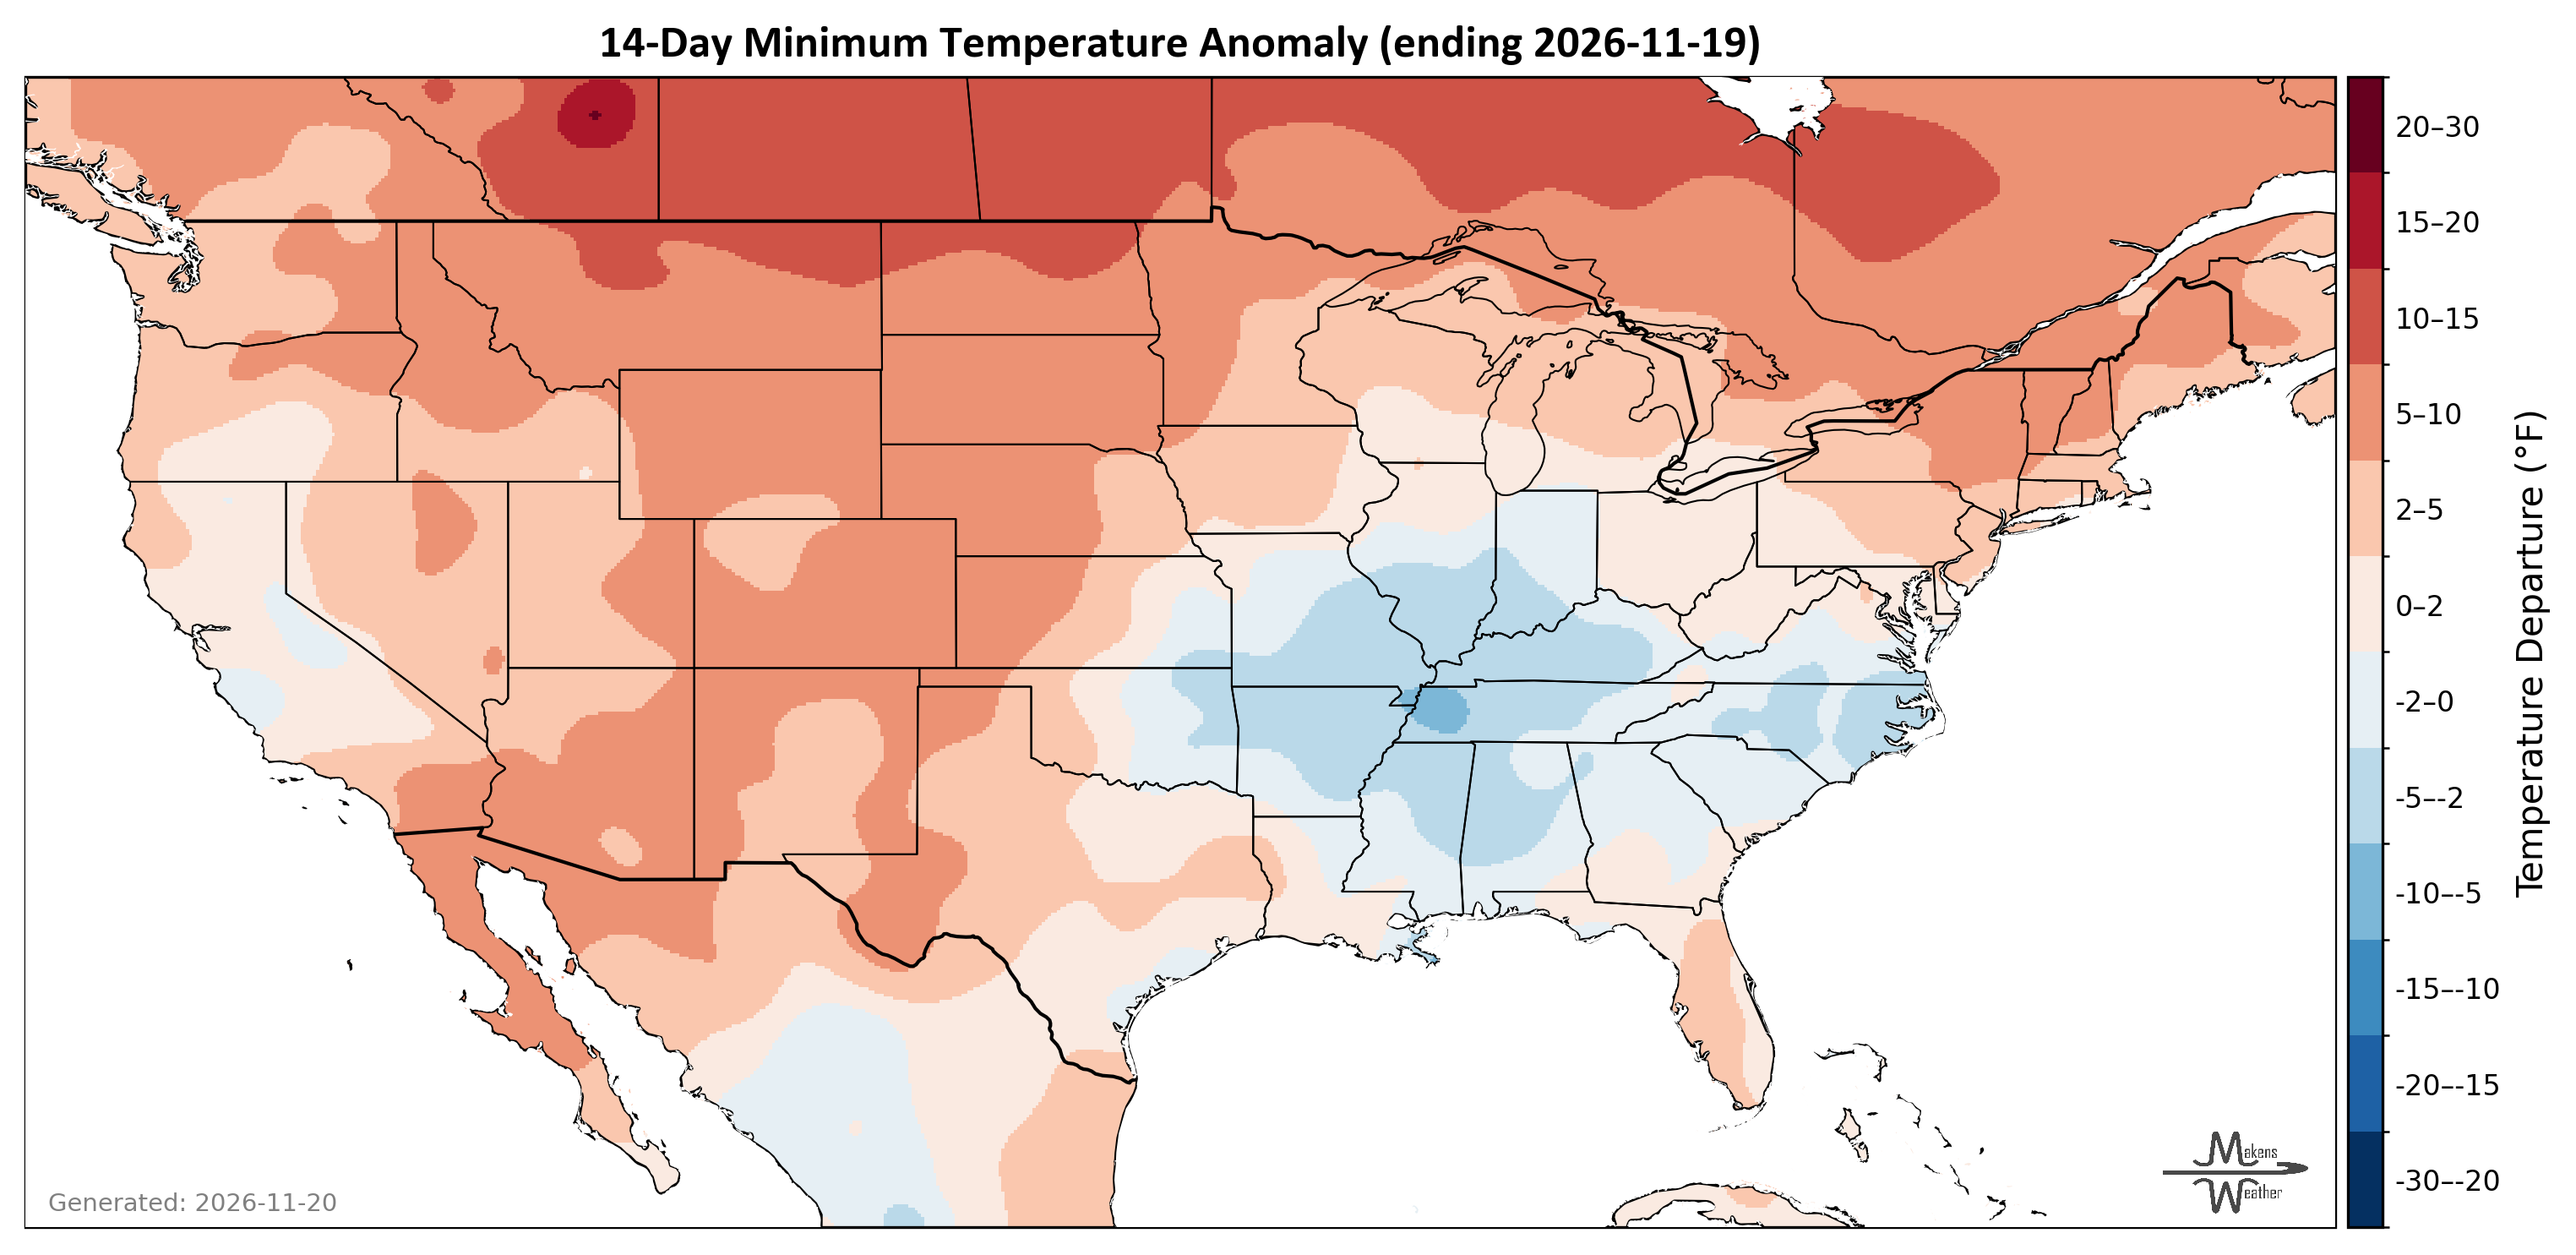 14-Day Minimum Temperature Anomaly (ending 2026-11-19)
20–30
15–20
10–15
5–10
2–5
0–2
-2–0
-5–-2
-10–-5
-15–-10
-20–-15
-30–-20
Temperature Departure (°F)
Makens
Weather
Generated: 2026-11-20